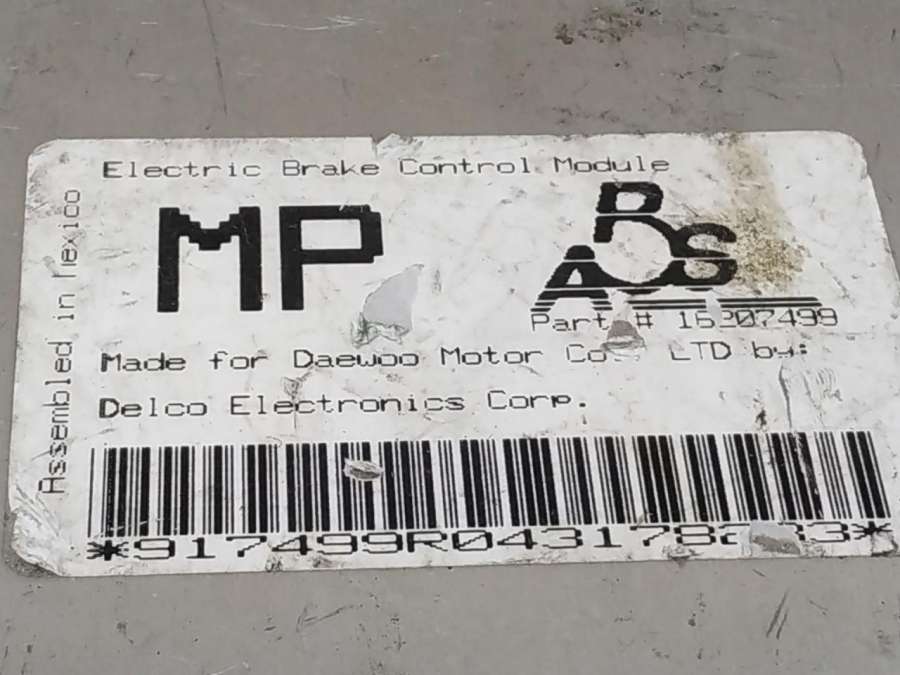 Electric Brake Control Module
Assembled in Mexico
MP
ABS
Part # 16207499
Made for Daewoo Motor Co LTD by:
Delco Electronics Corp.